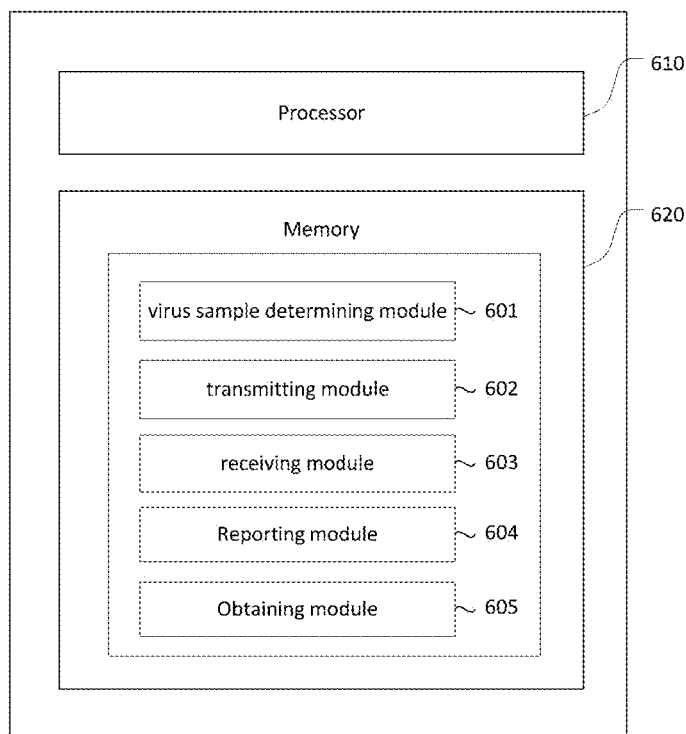 Processor
610
Memory
620
virus sample determining module
601
transmitting module
602
receiving module
603
Reporting module
604
Obtaining module
605